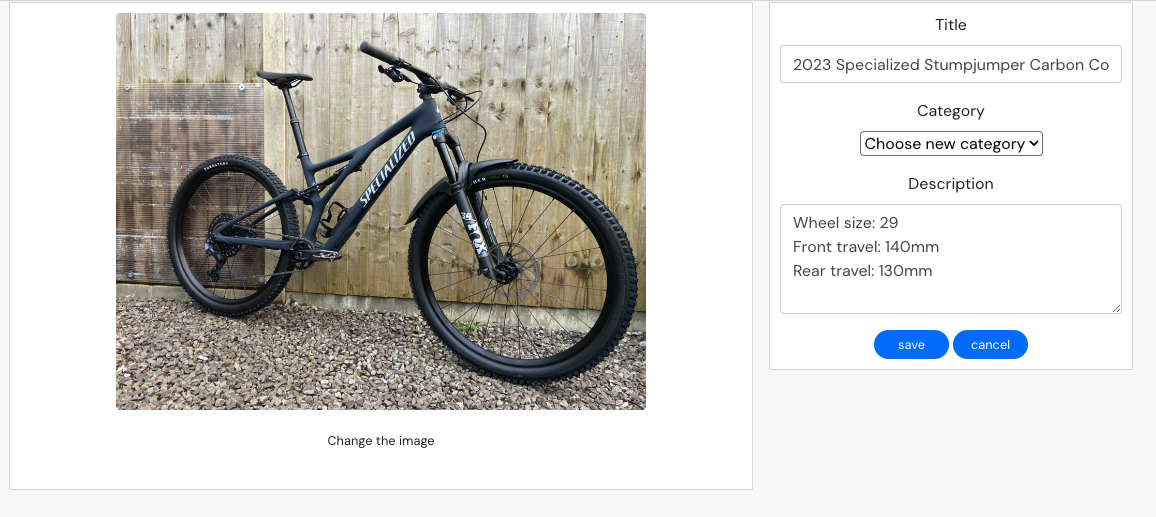 Title
2023 Specialized Stumpjumper Carbon Co
Category
Choose new category
Description
Wheel size: 29
Front travel: 140mm
Rear travel: 130mm
save
cancel
SPECIALIZED
FOX
Change the image